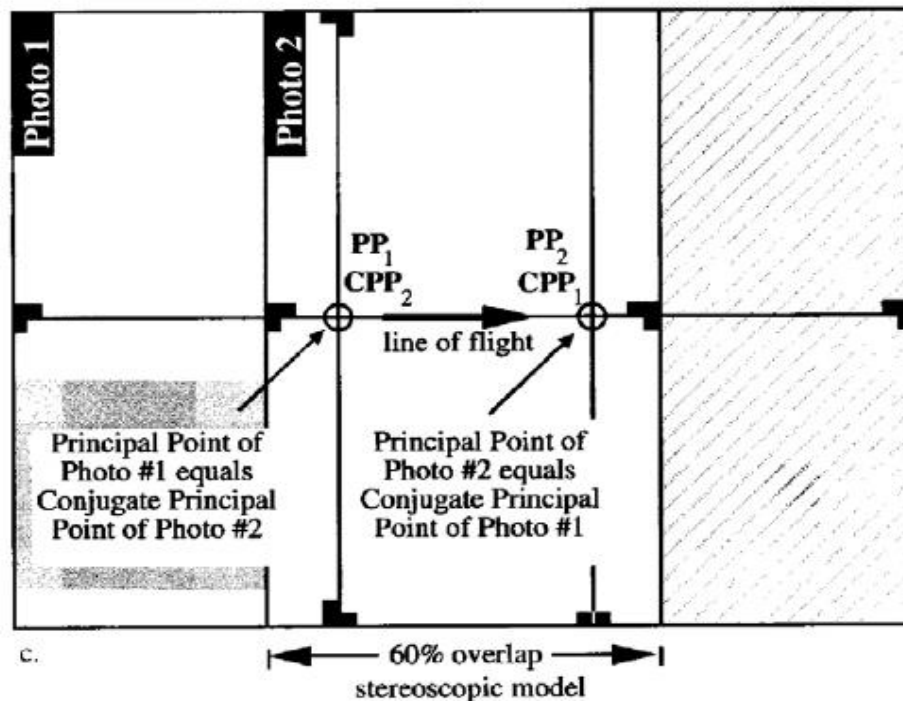 Photo 1
Photo 2
PP1
CPP2
PP2
CPP1
line of flight
Principal Point of
Photo #1 equals
Conjugate Principal
Point of Photo #2
Principal Point of
Photo #2 equals
Conjugate Principal
Point of Photo #1
c.
60% overlap
stereoscopic model